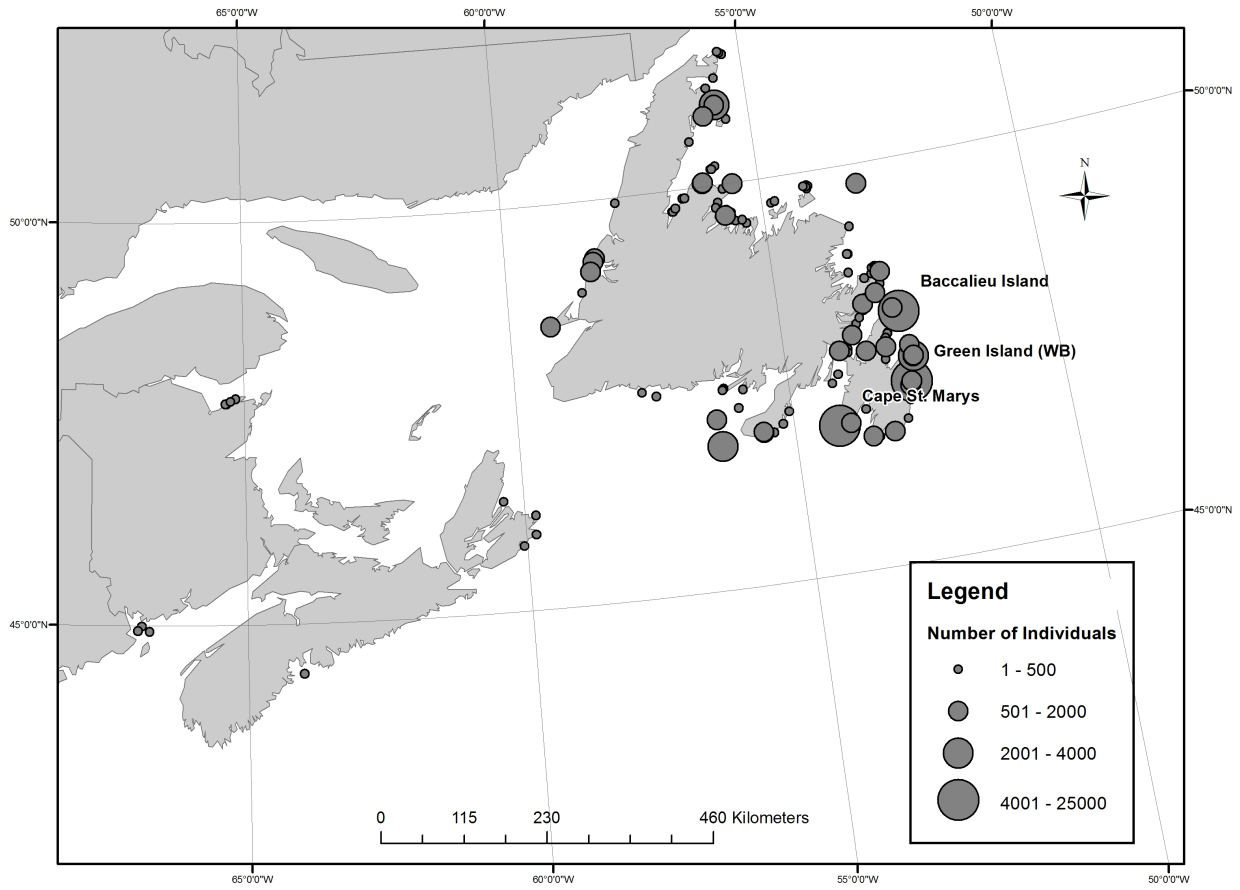 65°0'0"W 60°0'0"W 55°0'0"W 50°0'0"W
50°0'0"N
N
50°0'0"N
Baccalieu Island
Green Island (WB)
Cape St. Marys
45°0'0"N
45°0'0"N
Legend
Number of Individuals
1 - 500
501 - 2000
2001 - 4000
4001 - 25000
0 115 230 460 Kilometers
65°0'0"W 60°0'0"W 55°0'0"W 50°0'0"W